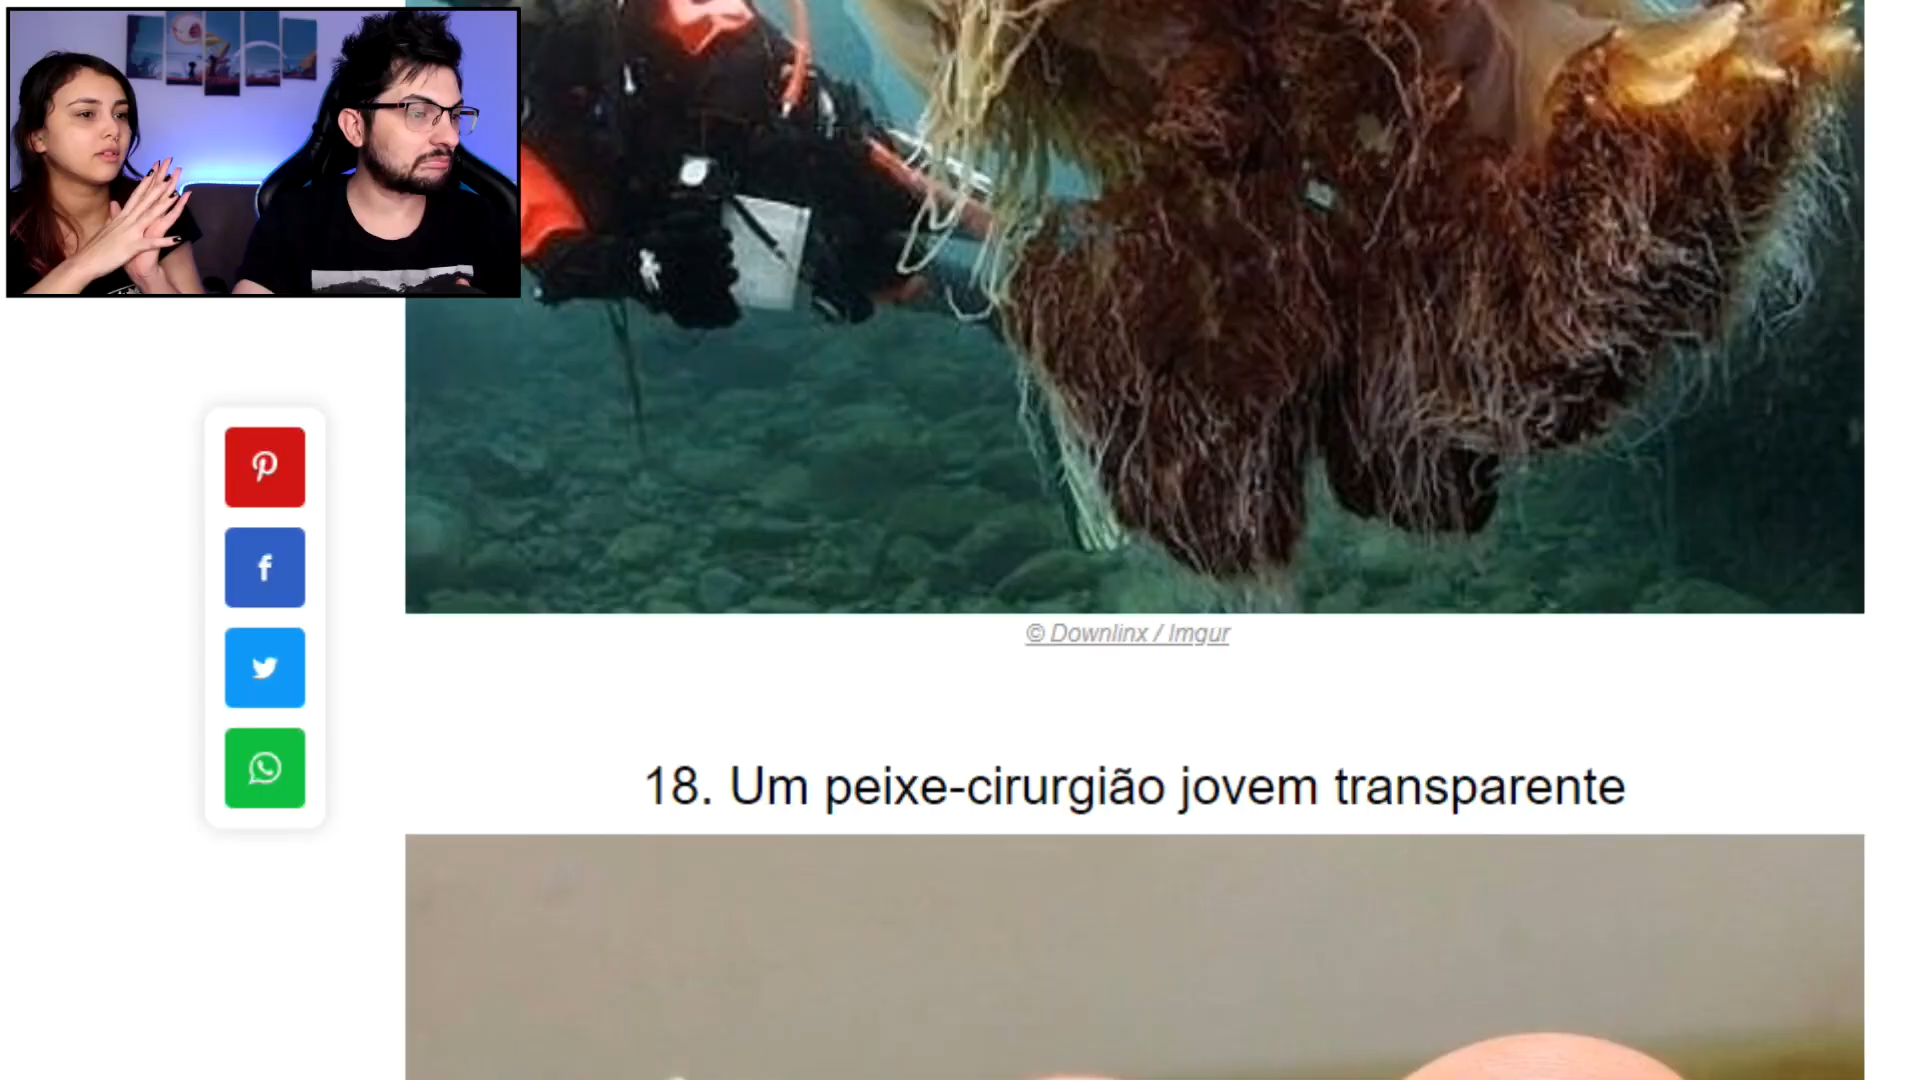 © Downlinx / Imgur
18. Um peixe-cirurgião jovem transparente